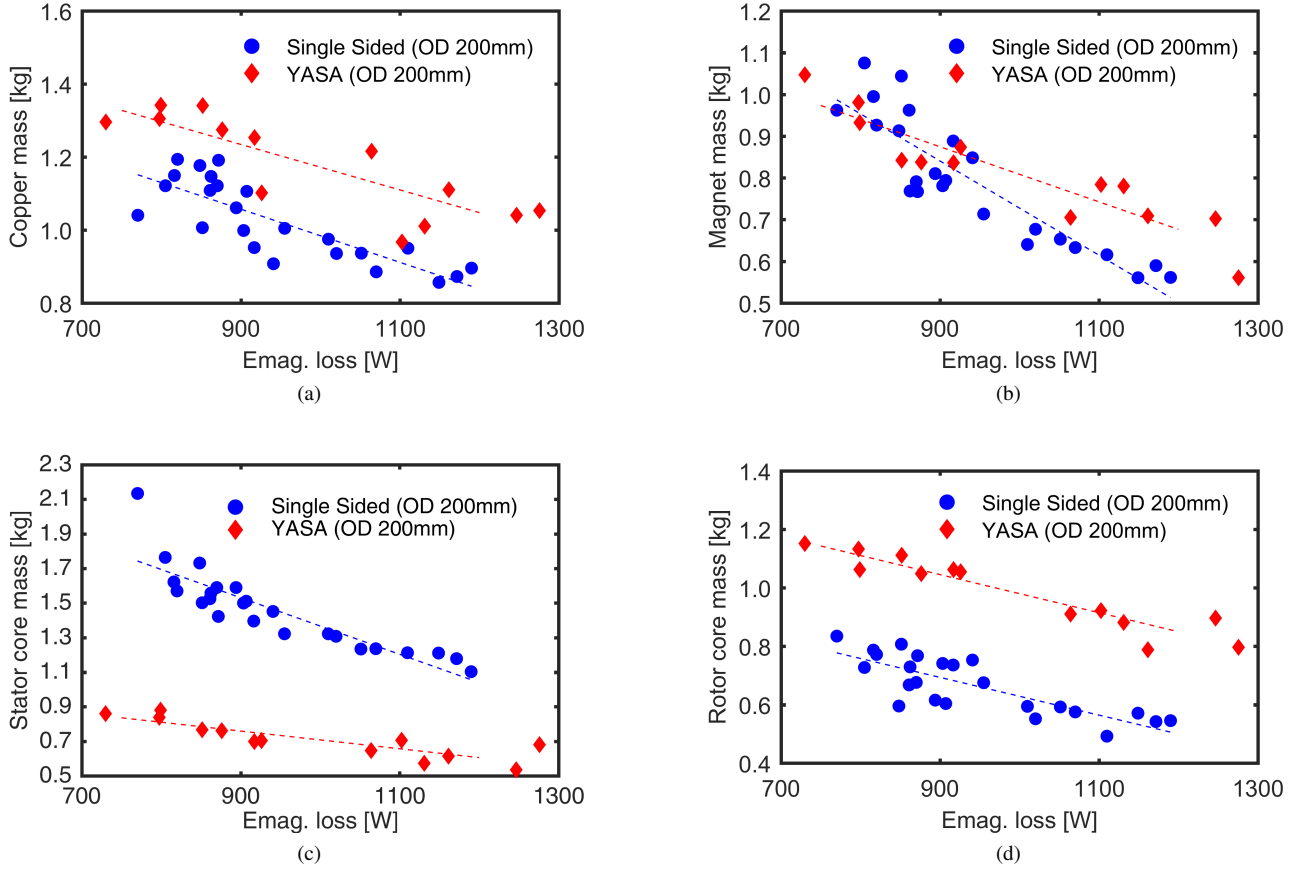 1.6
1.4
1.2
1.0
0.8
Copper mass [kg]
Single Sided (OD 200mm)
YASA (OD 200mm)
700 900 1100 1300
Emag. loss [W]
(a)
1.2
1.1
1.0
0.9
0.8
0.7
0.6
0.5
Magnet mass [kg]
Single Sided (OD 200mm)
YASA (OD 200mm)
700 900 1100 1300
Emag. loss [W]
(b)
2.3
2.1
1.9
1.7
1.5
1.3
1.1
0.9
0.7
0.5
Stator core mass [kg]
Single Sided (OD 200mm)
YASA (OD 200mm)
700 900 1100 1300
Emag. loss [W]
(c)
1.4
1.2
1.0
0.8
0.6
0.4
Rotor core mass [kg]
Single Sided (OD 200mm)
YASA (OD 200mm)
700 900 1100 1300
Emag. loss [W]
(d)